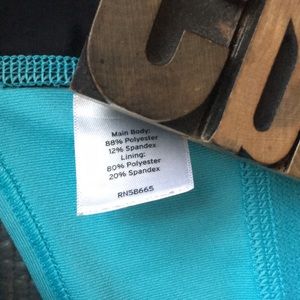 Main Body:
88% Polyester
12% Spandex
Lining:
80% Polyester
20% Spandex
RN58665